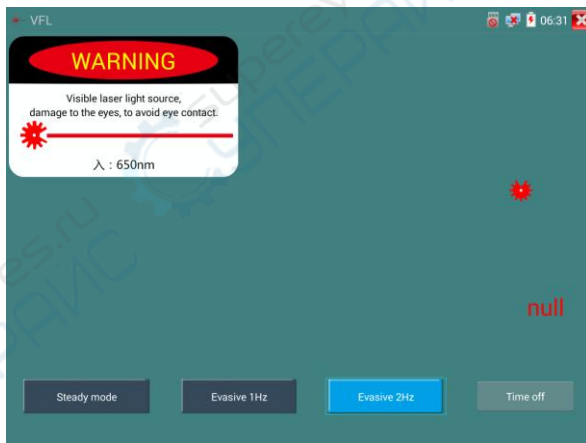 VFL
06:31
WARNING
Visible laser light source,
damage to the eyes, to avoid eye contact.
入 : 650nm
null
Steady mode
Evasive 1Hz
Evasive 2Hz
Time off